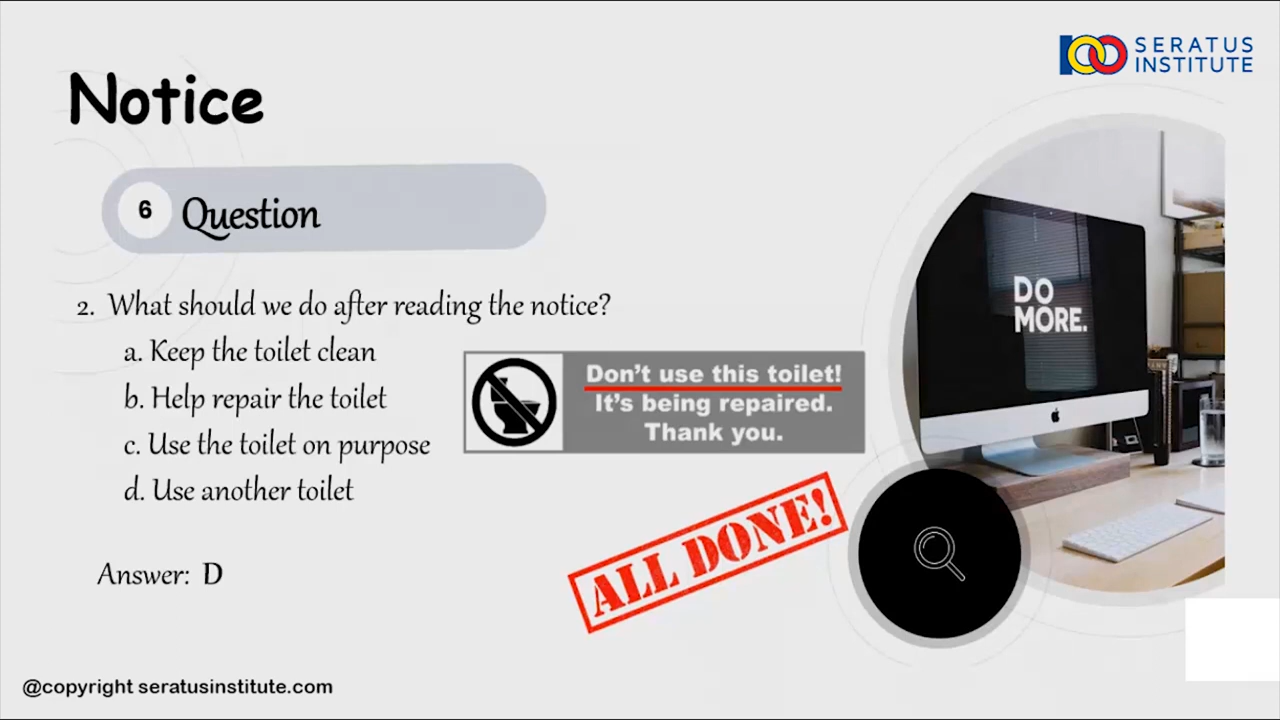 SERATUS
INSTITUTE
Notice
6 Question
2. What should we do after reading the notice?
a. Keep the toilet clean
b. Help repair the toilet
c. Use the toilet on purpose
d. Use another toilet
Don't use this toilet!
It's being repaired.
Thank you.
DO
MORE.
ALL DONE!
Answer: D
@copyright seratusinstitute.com